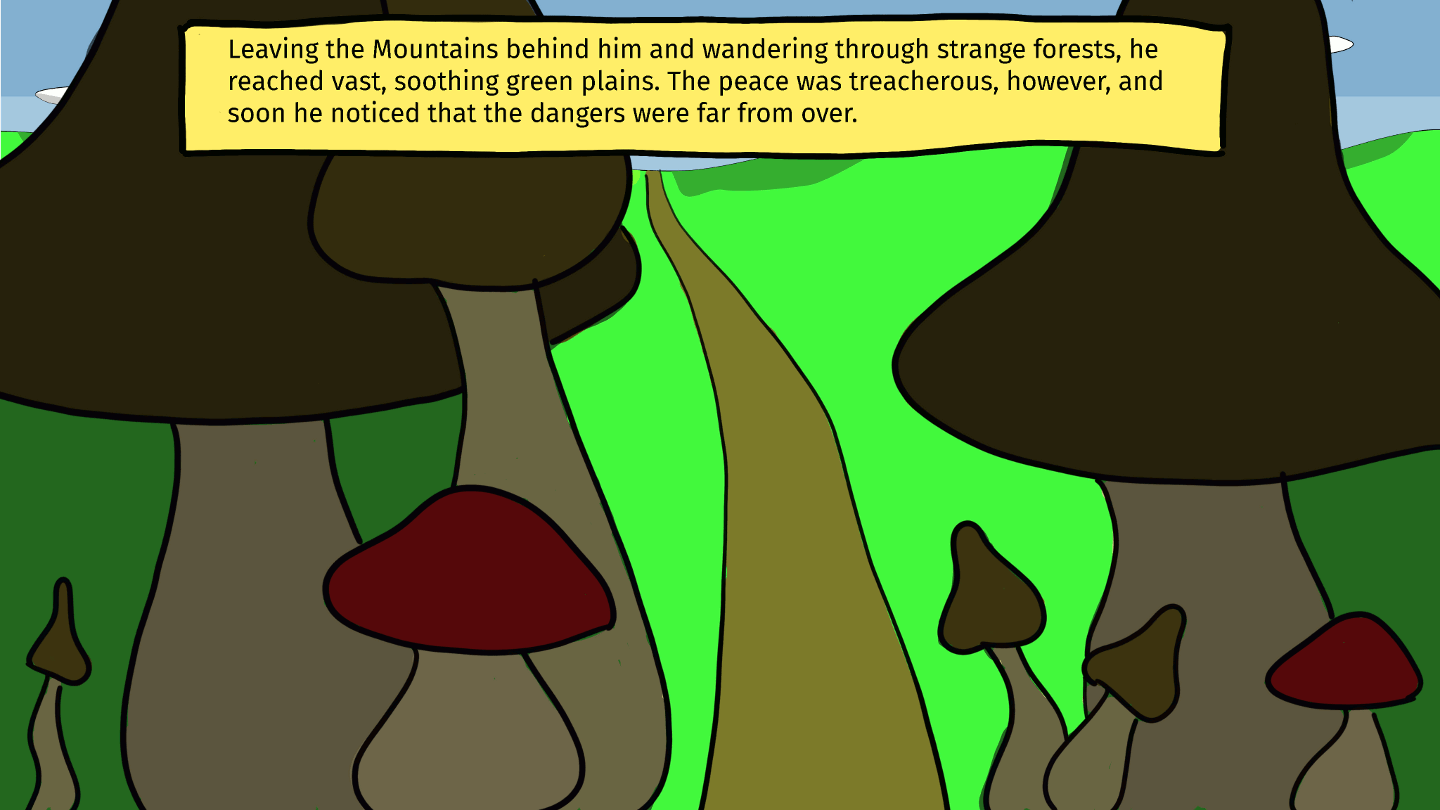 Leaving the Mountains behind him and wandering through strange forests, he
reached vast, soothing green plains. The peace was treacherous, however, and
soon he noticed that the dangers were far from over.